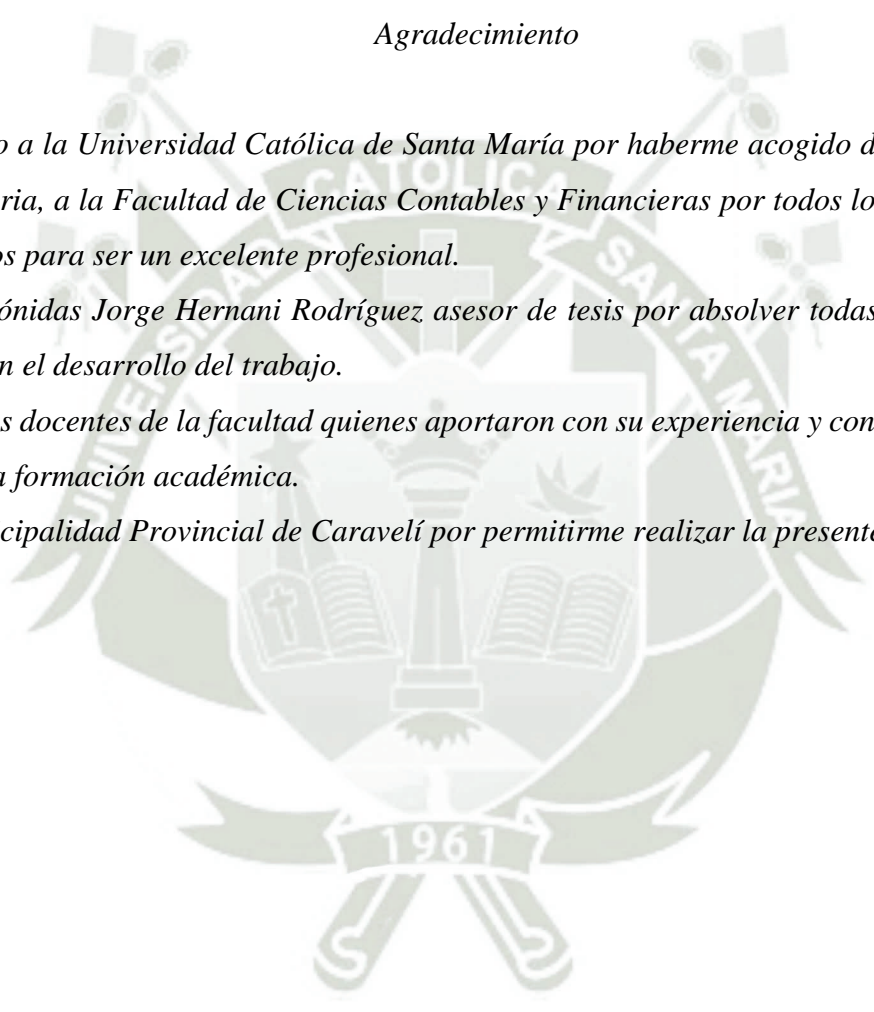 Agradecimiento
o a la Universidad Católica de Santa María por haberme acogido d
ria, a la Facultad de Ciencias Contables y Financieras por todos lo
os para ser un excelente profesional.
ónidas Jorge Hernani Rodríguez asesor de tesis por absolver todas
n el desarrollo del trabajo.
s docentes de la facultad quienes aportaron con su experiencia y con
a formación académica.
cipalidad Provincial de Caravelí por permitirme realizar la present
UNIVERSIDAD CATOLICA SANTA MARIA
1961